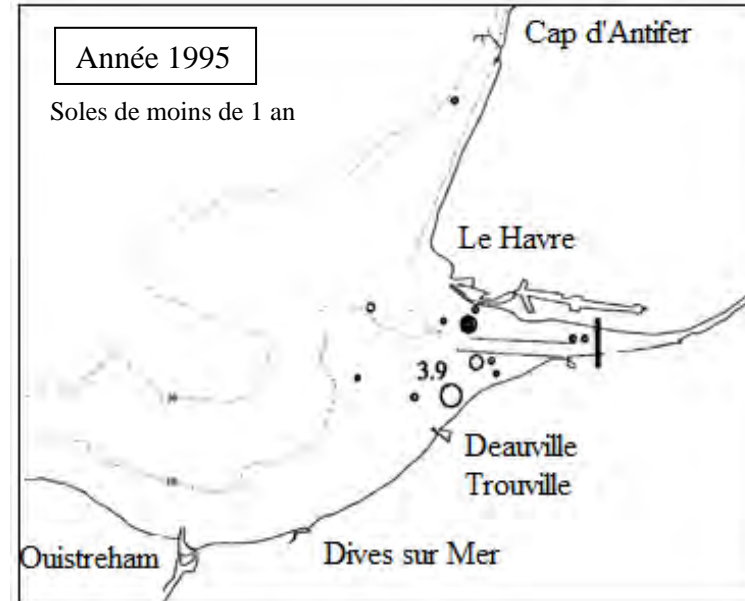 Année 1995
Soles de moins de 1 an
Cap d'Antifer
Le Havre
3.9
Deauville
Trouville
Ouistreham
Dives sur Mer